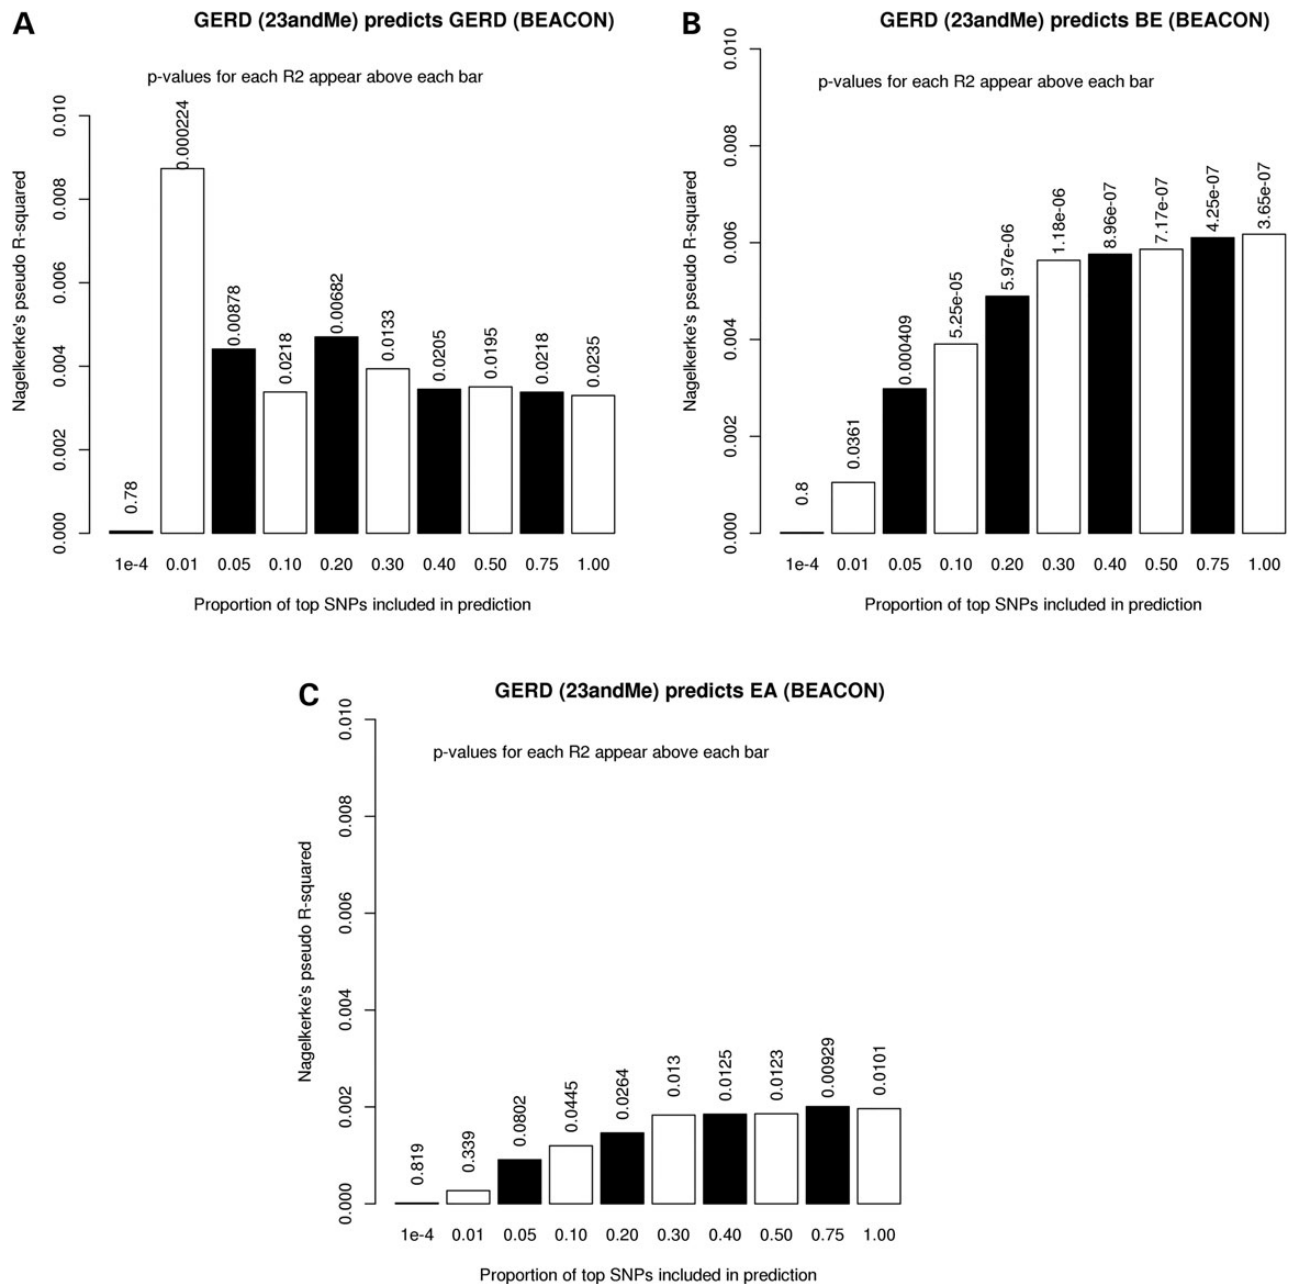 A
GERD (23andMe) predicts GERD (BEACON)
p-values for each R2 appear above each bar
Nagelkerke's pseudo R-squared
0.000
0.002
0.004
0.006
0.008
0.010
0.78
0.000224
0.00878
0.0218
0.00682
0.0133
0.0205
0.0195
0.0218
0.0235
1e-4 0.01 0.05 0.10 0.20 0.30 0.40 0.50 0.75 1.00
Proportion of top SNPs included in prediction
B
GERD (23andMe) predicts BE (BEACON)
p-values for each R2 appear above each bar
Nagelkerke's pseudo R-squared
0.000
0.002
0.004
0.006
0.008
0.010
0.8
0.0361
0.000409
5.25e-05
5.97e-06
1.18e-06
8.96e-07
7.17e-07
4.25e-07
3.65e-07
1e-4 0.01 0.05 0.10 0.20 0.30 0.40 0.50 0.75 1.00
Proportion of top SNPs included in prediction
C
GERD (23andMe) predicts EA (BEACON)
p-values for each R2 appear above each bar
Nagelkerke's pseudo R-squared
0.000
0.002
0.004
0.006
0.008
0.010
0.819
0.339
0.0802
0.0445
0.0264
0.013
0.0125
0.0123
0.00929
0.0101
1e-4 0.01 0.05 0.10 0.20 0.30 0.40 0.50 0.75 1.00
Proportion of top SNPs included in prediction